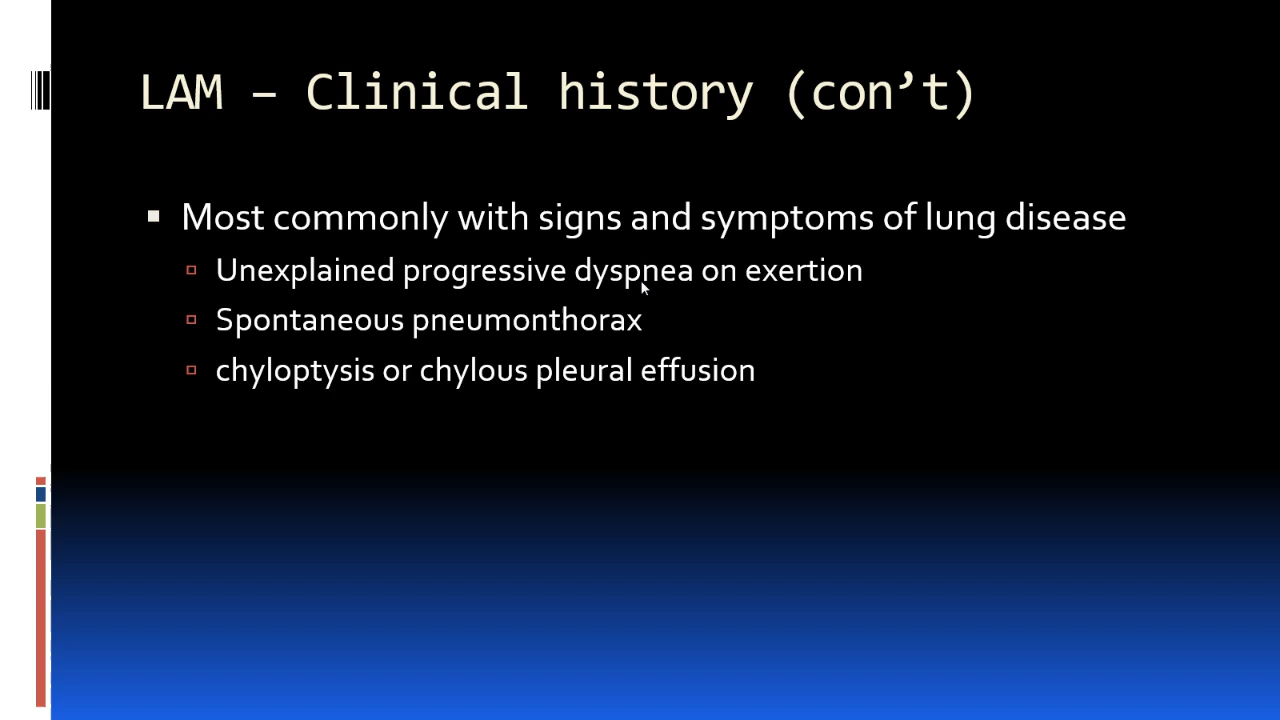 LAM – Clinical history (con’t)
Most commonly with signs and symptoms of lung disease
Unexplained progressive dyspnea on exertion
Spontaneous pneumonthorax
chyloptysis or chylous pleural effusion